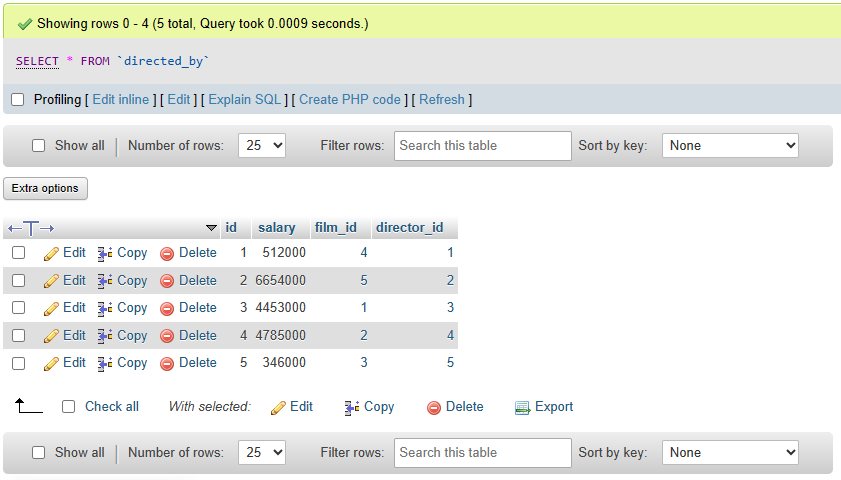 Showing rows 0 - 4 (5 total, Query took 0.0009 seconds.)
SELECT * FROM `directed_by`
Profiling [ Edit inline ] [ Edit ] [ Explain SQL ] [ Create PHP code ] [ Refresh ]
Show all Number of rows: 25 Filter rows: Search this table Sort by key: None
Extra options
id salary film_id director_id
Edit Copy Delete 1 512000 4 1
Edit Copy Delete 2 6654000 5 2
Edit Copy Delete 3 4453000 1 3
Edit Copy Delete 4 4785000 2 4
Edit Copy Delete 5 346000 3 5
Check all With selected: Edit Copy Delete Export
Show all Number of rows: 25 Filter rows: Search this table Sort by key: None